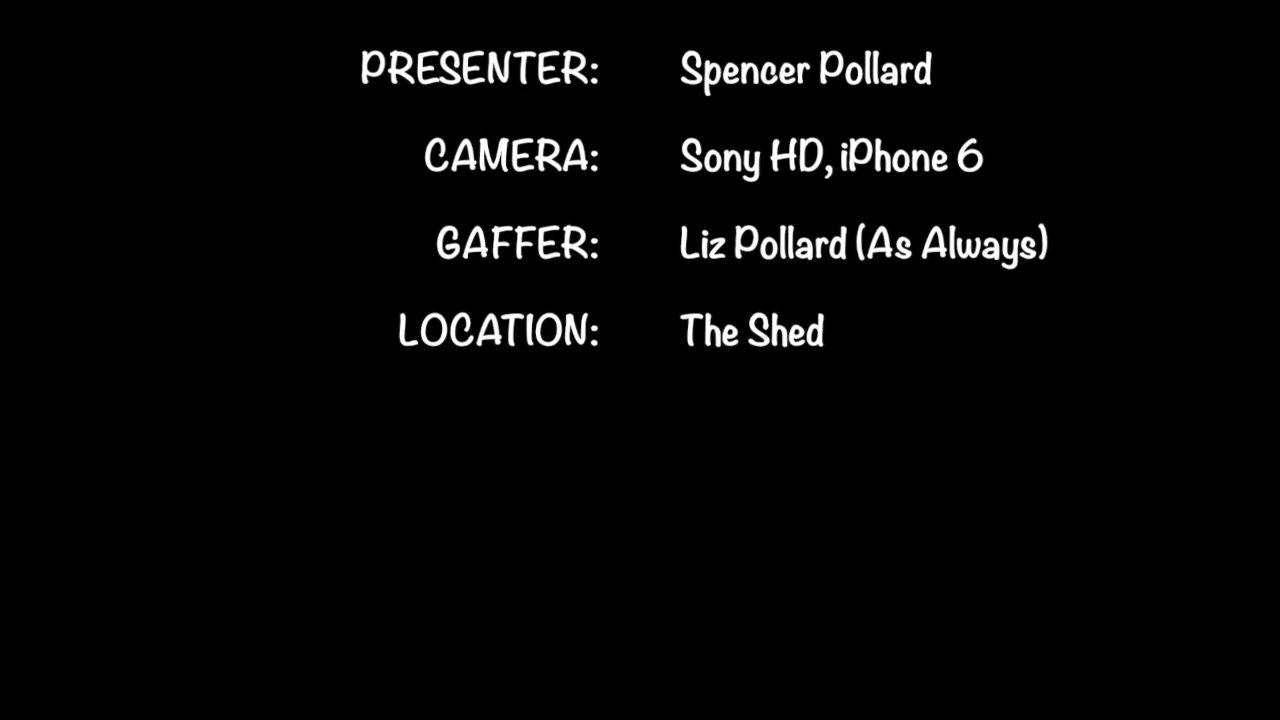 PRESENTER: Spencer Pollard
CAMERA: Sony HD, iPhone 6
GAFFER: Liz Pollard (As Always)
LOCATION: The Shed